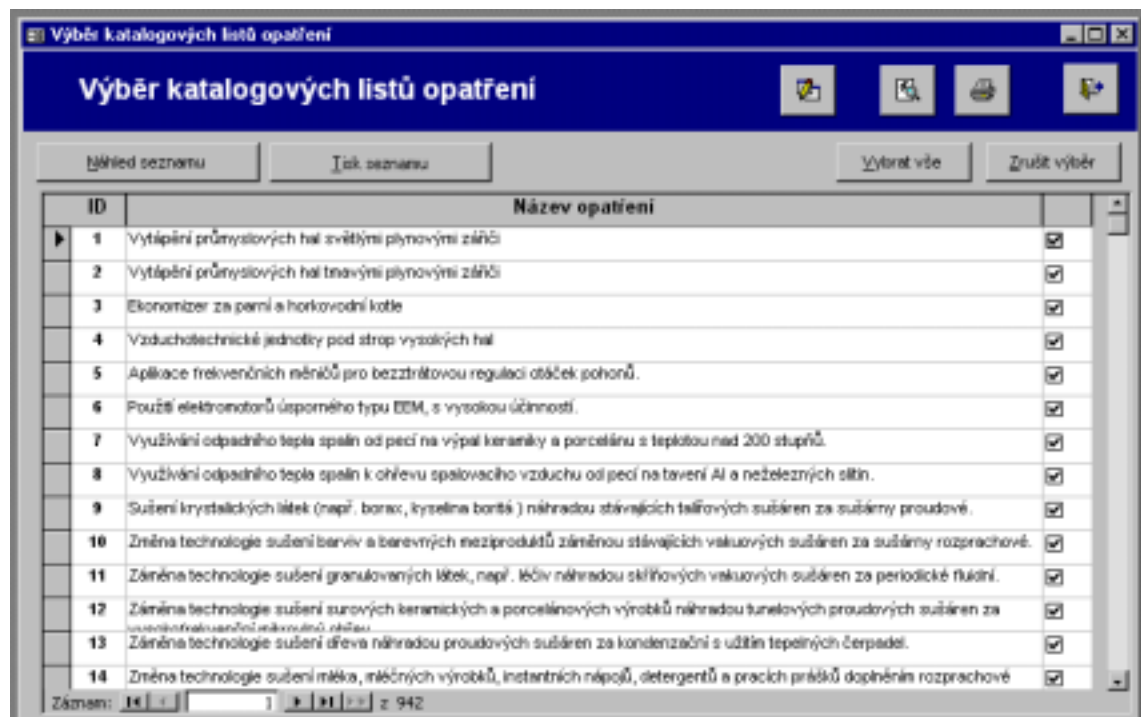 Výběr katalogových listů opatření
Výběr katalogových listů opatření
Náhled seznamu Tisk seznamu Vybrat vše Zrušit výběr
ID Název opatření
1 Vytápění průmyslových hal světlými plynovými zářiči
2 Vytápění průmyslových hal tmavými plynovými zářiči
3 Ekonomizer za parní a horkovodní kotle
4 Vzduchotechnické jednotky pod strop vysokých hal
5 Aplikace frekvenčních měničů pro bezztrátovou regulaci otáček pohonů.
6 Použití elektromotorů úsporného typu EEM, s vysokou účinností.
7 Využívání odpadního tepla spalin od pecí na výpal keramiky a porcelánu s teplotou nad 200 stupňů.
8 Využívání odpadního tepla spalin k ohřevu spalovacího vzduchu od pecí na tavení Al a neželezných slitin.
9 Sušení krystalických látek (např. borax, kyselina boritá ) náhradou stávajících talířových sušáren za sušárny proudové.
10 Změna technologie sušení barviv a barevných meziproduktů záměnou stávajících vakuových sušáren za sušárny rozprachové.
11 Záměna technologie sušení granulovaných látek, např. léčiv náhradou skříňových vakuových sušáren za periodické fluidní.
12 Záměna technologie sušení surových keramických a porcelánových výrobků náhradou tunelových proudových sušáren za
13 Záměna technologie sušení dřeva náhradou proudových sušáren za kondenzační s užitím tepelných čerpadel.
14 Změna technologie sušení mléka, mléčných výrobků, instantních nápojů, detergentů a pracích prášků doplněním rozprachové
Záznam: 1 z 942